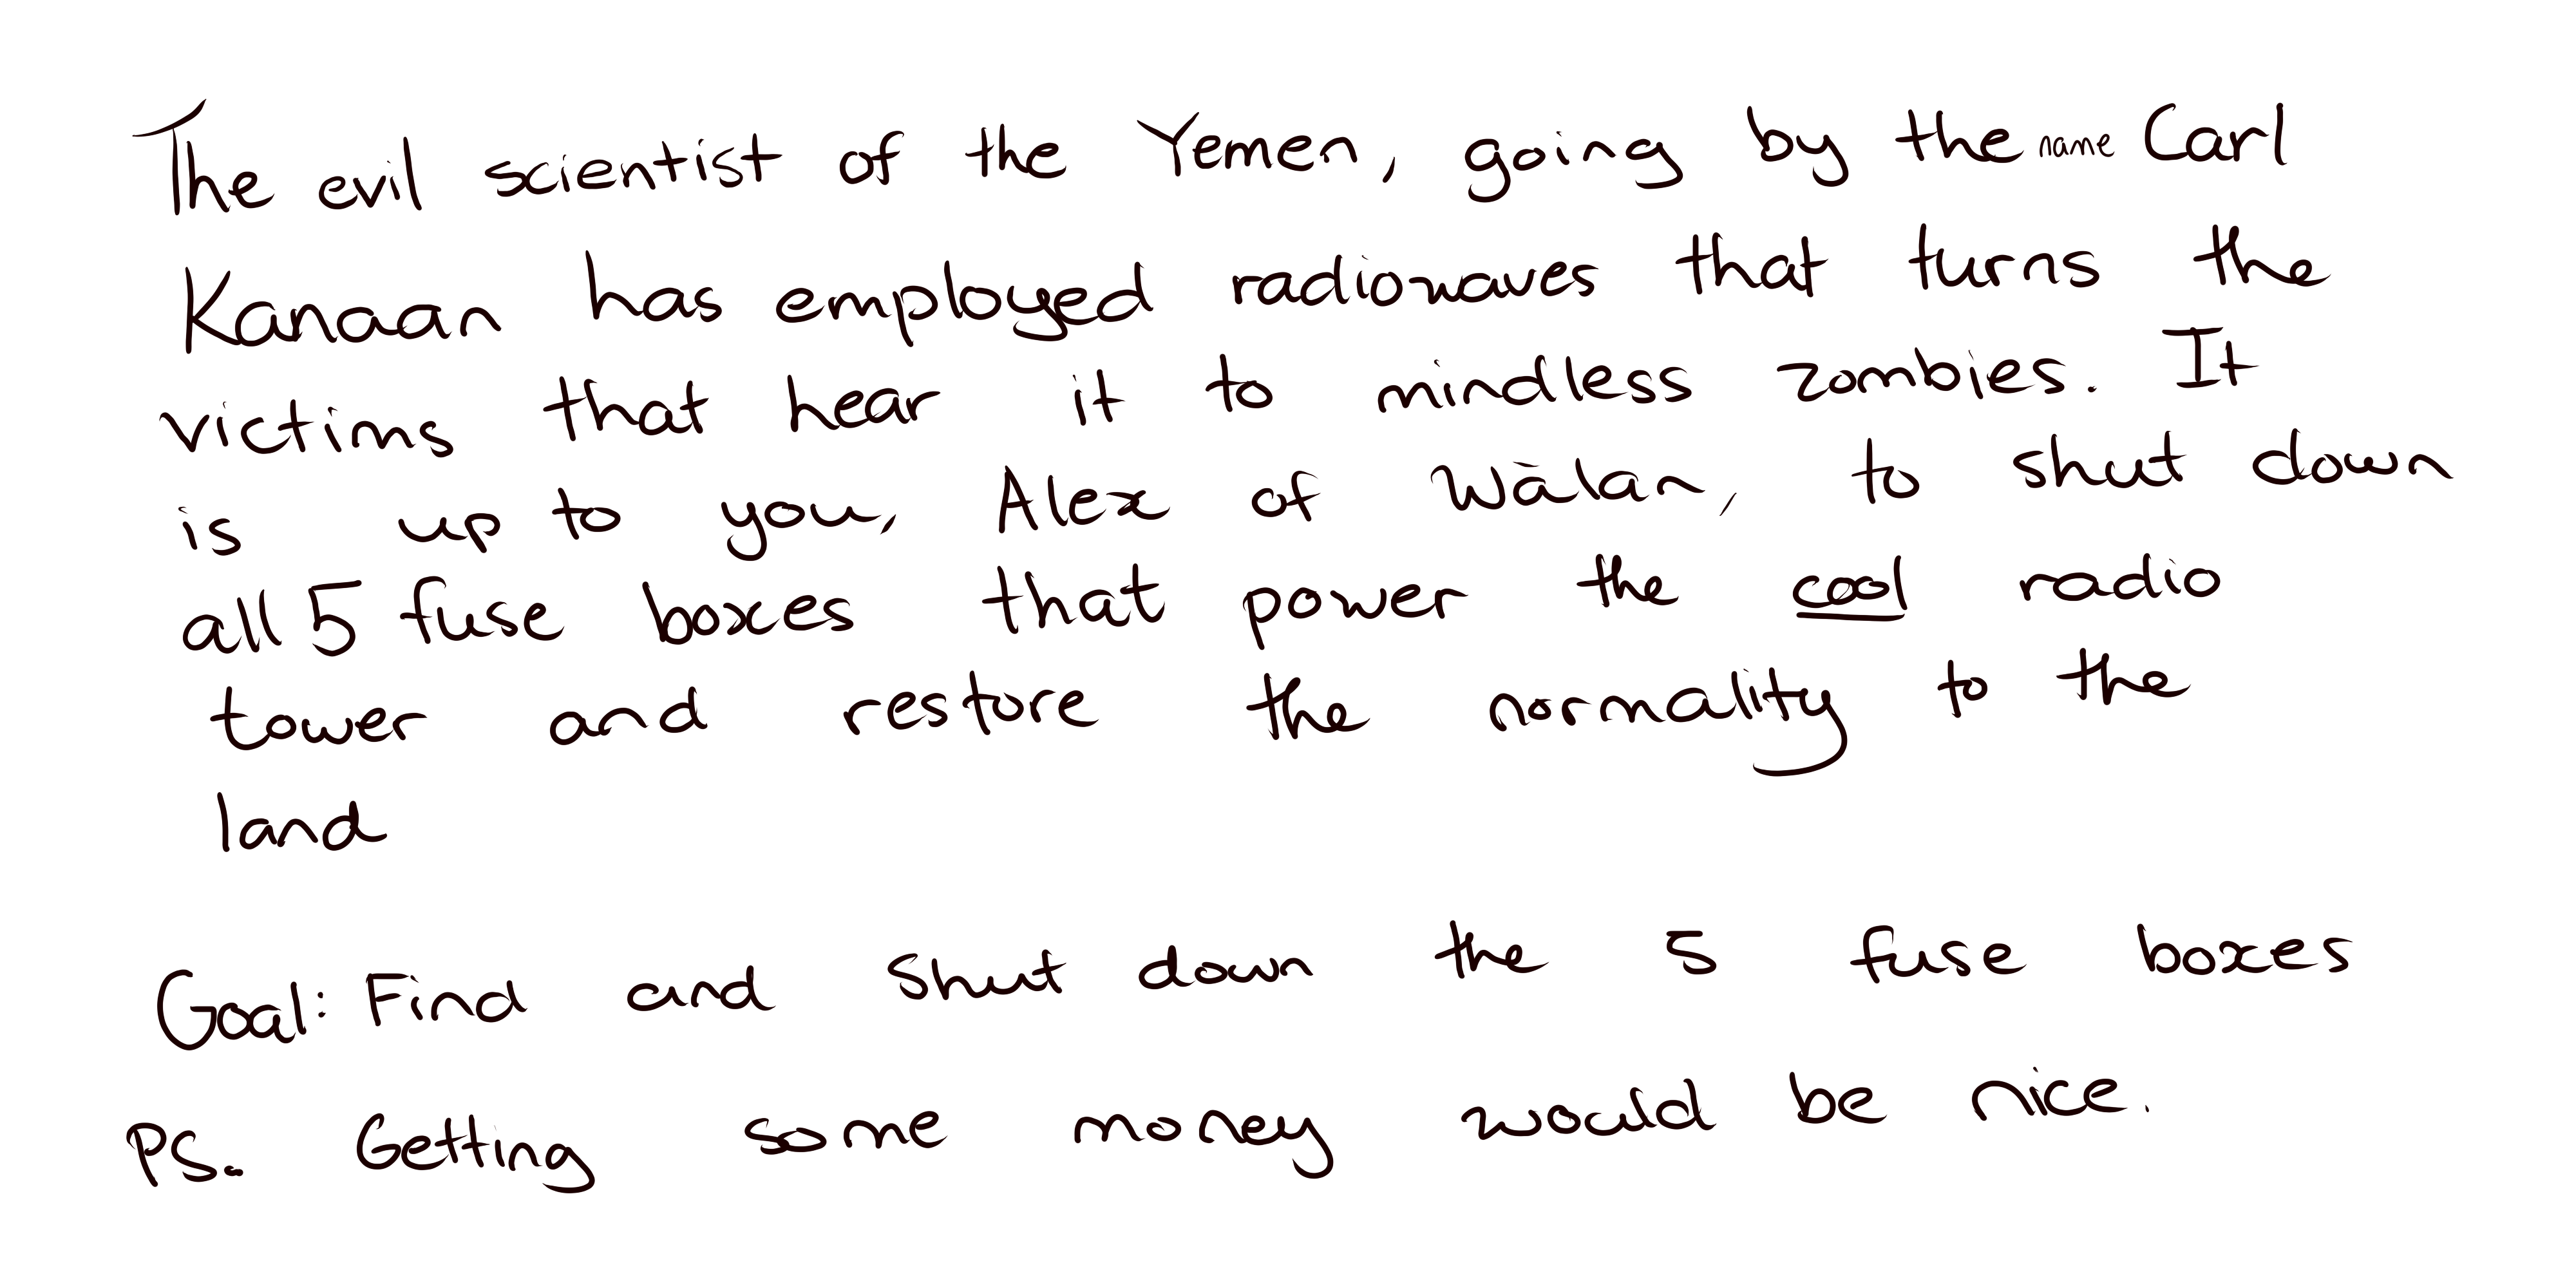 The evil scientist of the Yemen, going by the name Carl
Kanaan has employed radiowaves that turns the
victims that hear it to mindless zombies. It
is up to you, Alex of Wàlan, to shut down
all 5 fuse boxes that power the cool radio
tower and restore the normality to the
land
Goal: Find and Shut down the 5 fuse boxes
PS. Getting some money would be nice.